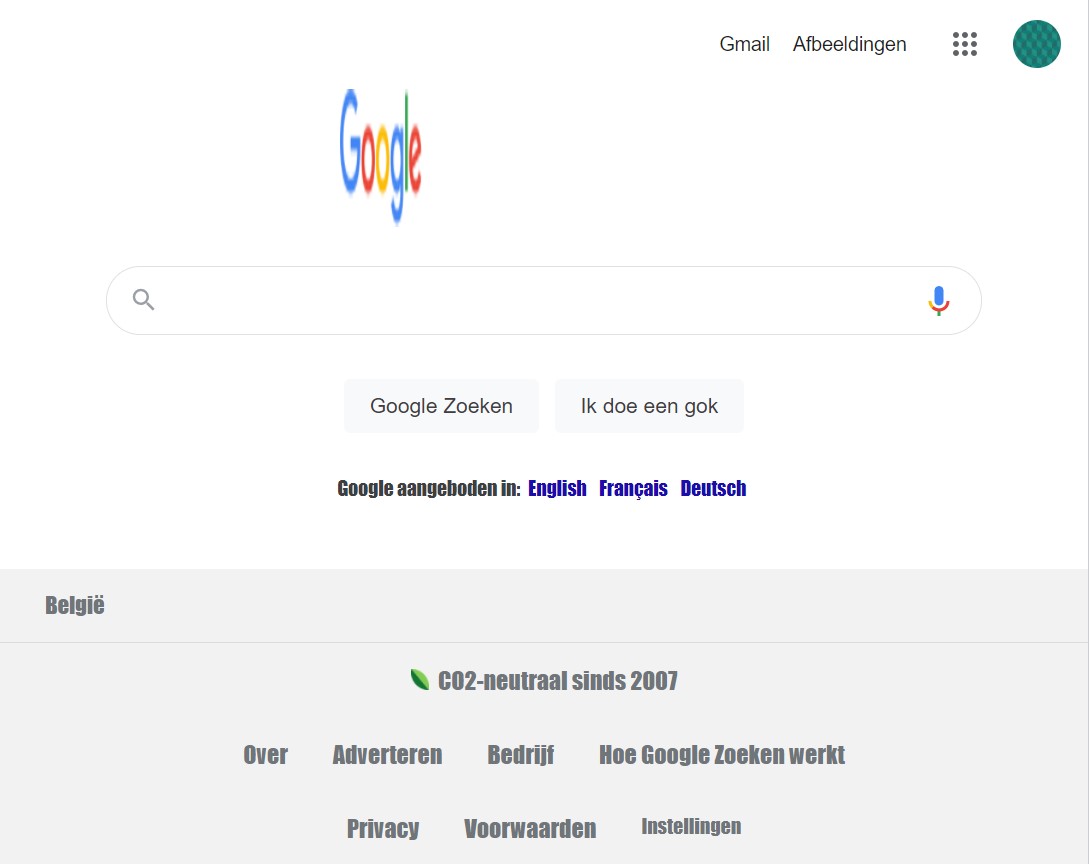 Gmail Afbeeldingen
Google
Google Zoeken Ik doe een gok
Google aangeboden in: English Français Deutsch
België
CO2-neutraal sinds 2007
Over Adverteren Bedrijf Hoe Google Zoeken werkt
Privacy Voorwaarden Instellingen